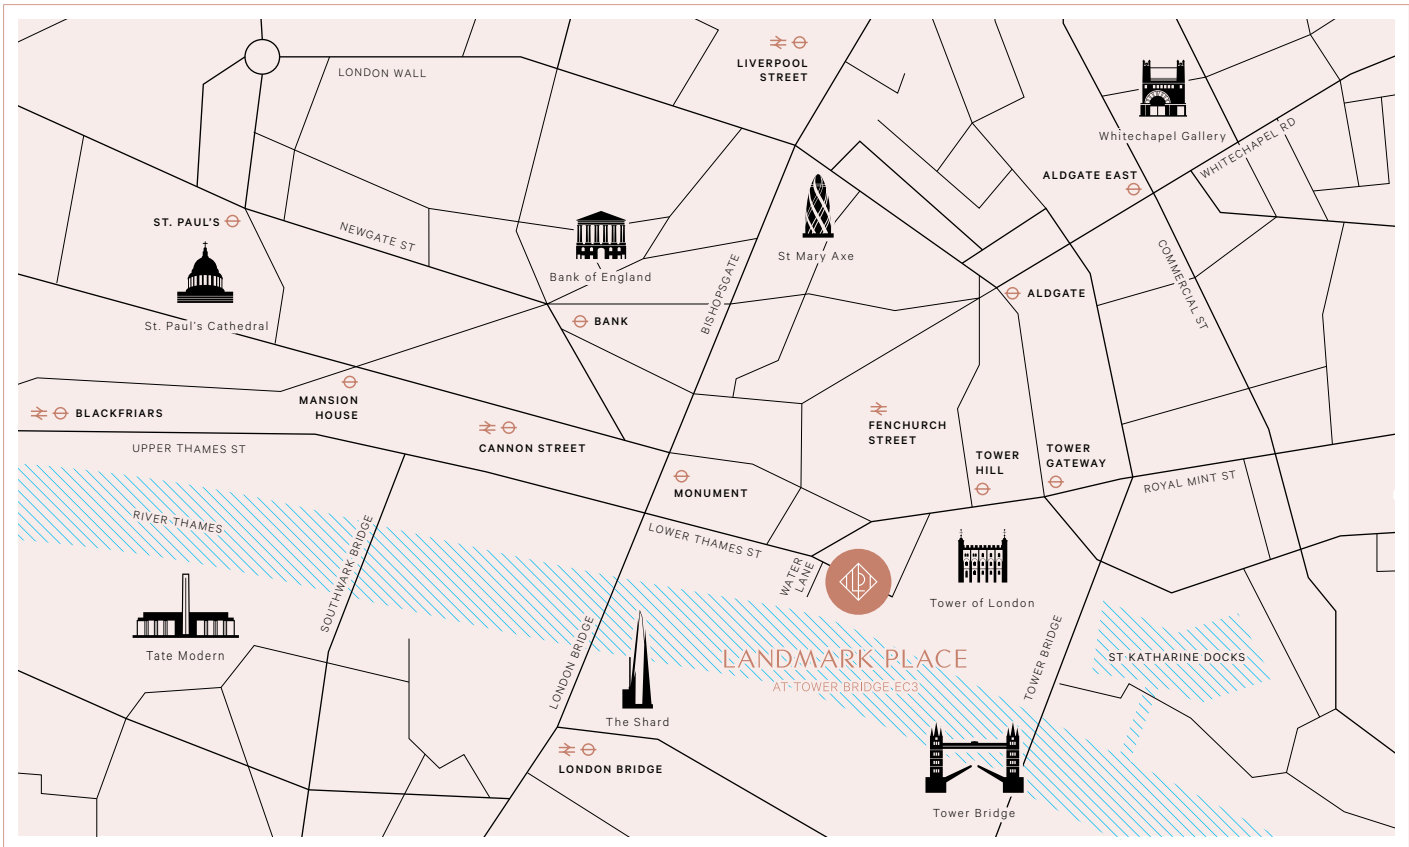 LIVERPOOL
STREET
LONDON WALL
Whitechapel Gallery
WHITECHAPEL RD
ALDGATE EAST
ST. PAUL'S
NEWGATE ST
Bank of England
St Mary Axe
COMMERCIAL ST
BISHOPSGATE
ALDGATE
St. Paul's Cathedral
BANK
MANSION
HOUSE
BLACKFRIARS
UPPER THAMES ST
CANNON STREET
FENCHURCH
STREET
TOWER
HILL
TOWER
GATEWAY
MONUMENT
ROYAL MINT ST
RIVER THAMES
SOUTHWARK BRIDGE
LOWER THAMES ST
WATER
LANE
LPL
Tower of London
Tate Modern
LONDON BRIDGE
LANDMARK PLACE
AT TOWER BRIDGE EC3
TOWER BRIDGE
ST KATHARINE DOCKS
The Shard
LONDON BRIDGE
Tower Bridge